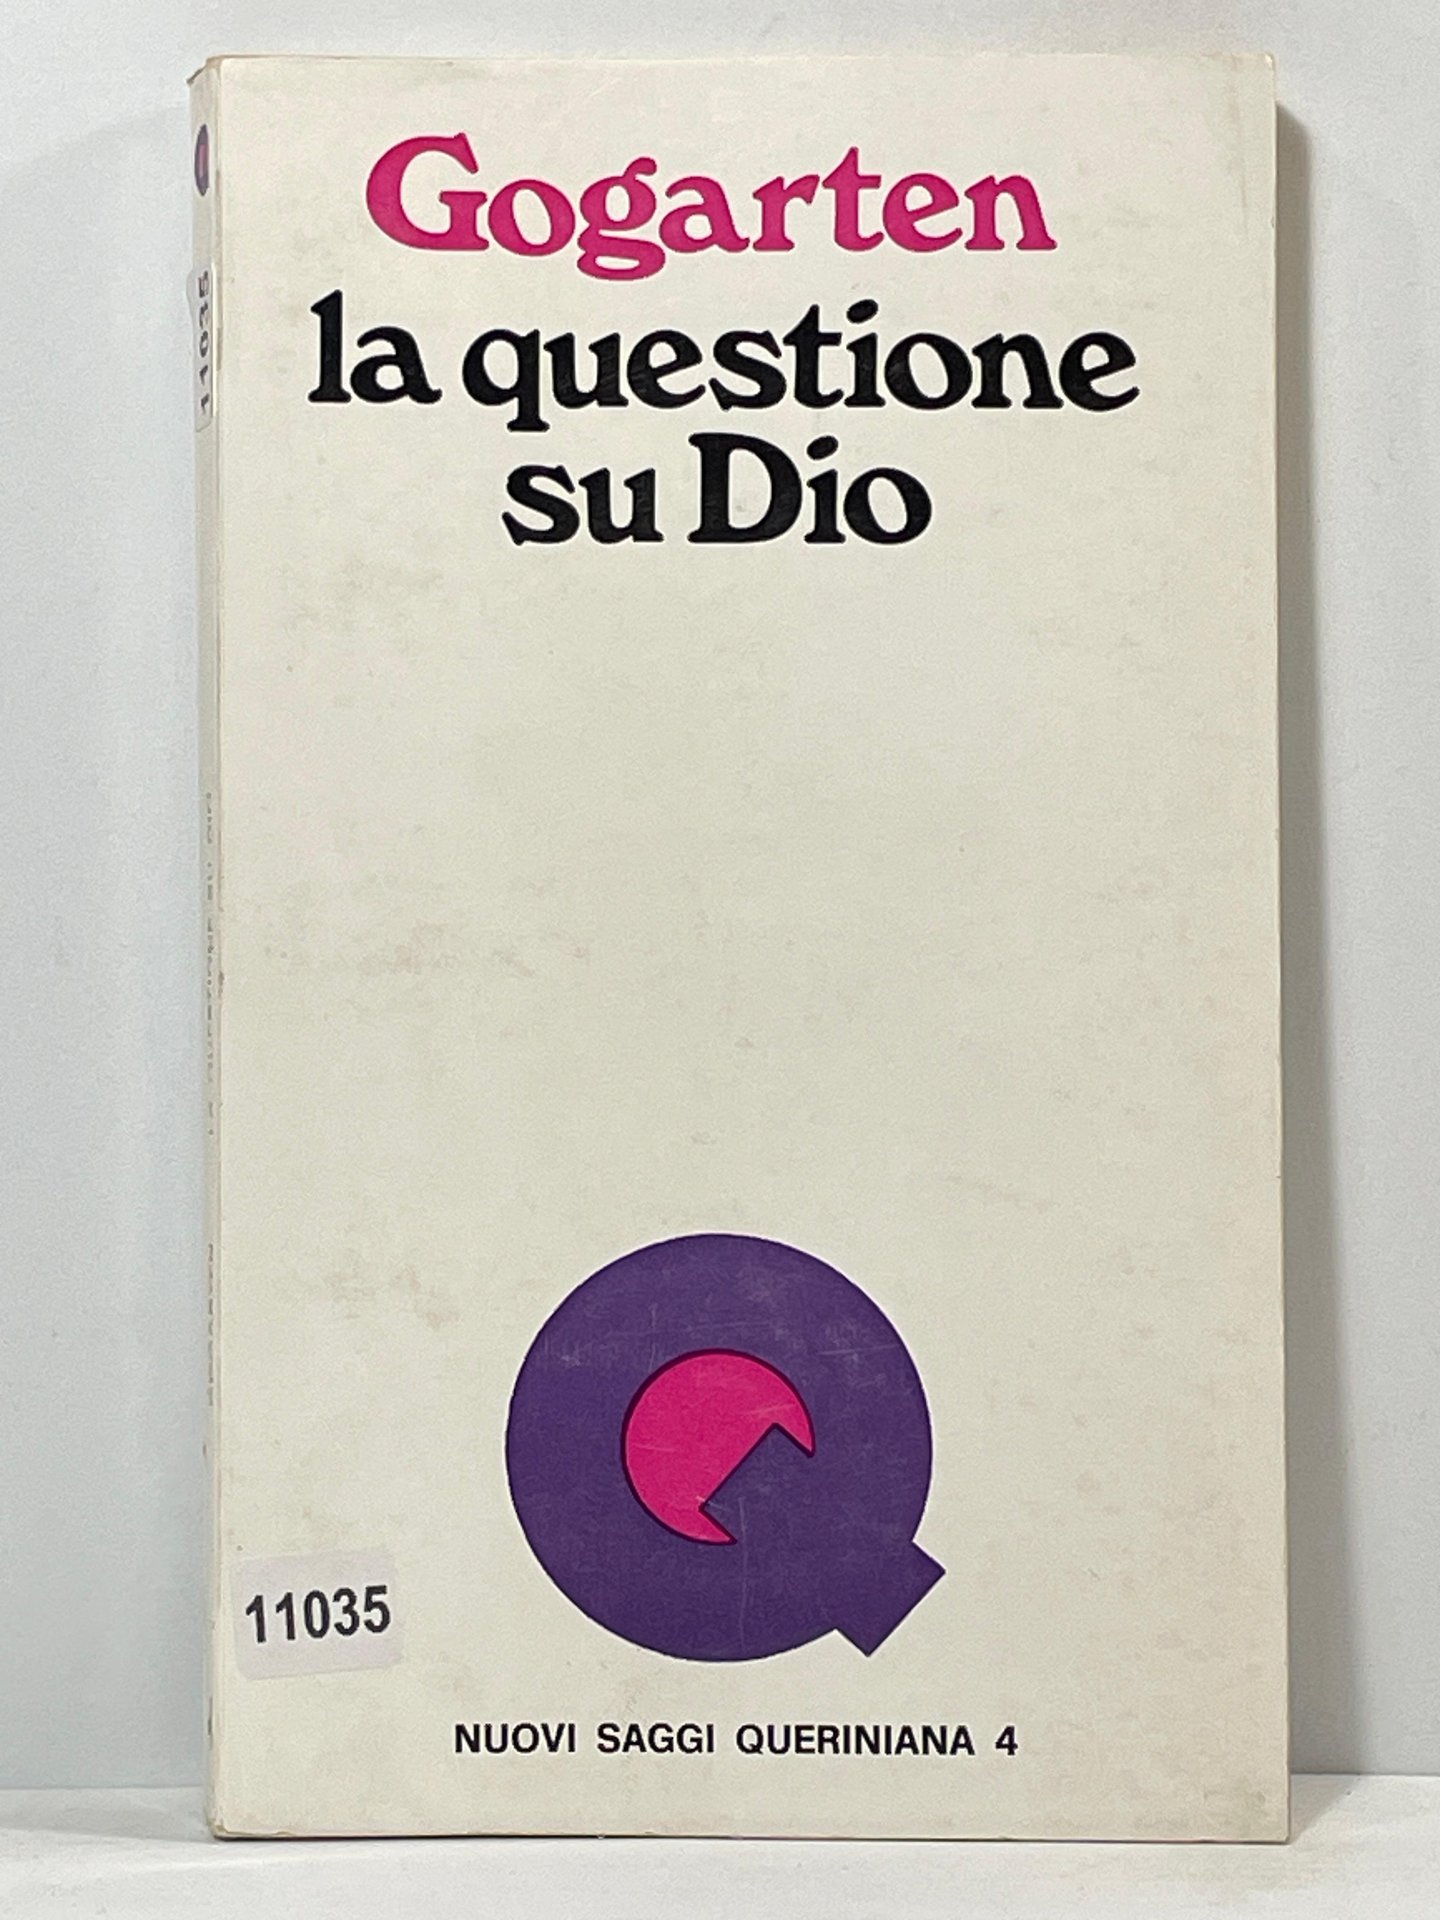 Gogarten
la questione
su Dio
11035
11035
NUOVI SAGGI QUERINIANA 4